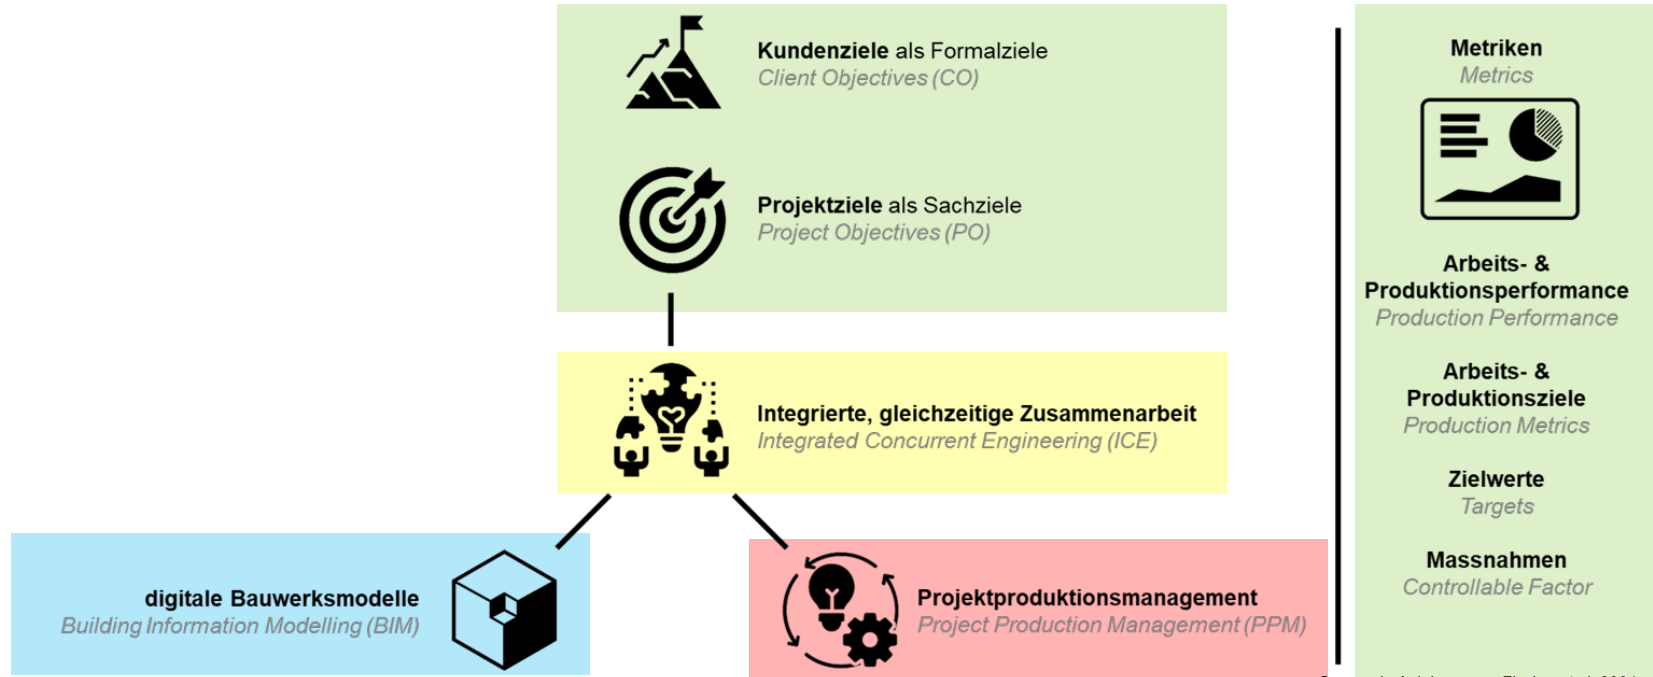 Kundenziele als Formalziele
Client Objectives (CO)
Projektziele als Sachziele
Project Objectives (PO)
Integrierte, gleichzeitige Zusammenarbeit
Integrated Concurrent Engineering (ICE)
digitale Bauwerksmodelle
Building Information Modelling (BIM)
Projektproduktionsmanagement
Project Production Management (PPM)
Metriken
Metrics
Arbeits- &
Produktionsperformance
Production Performance
Arbeits- &
Produktionsziele
Production Metrics
Zielwerte
Targets
Massnahmen
Controllable Factor